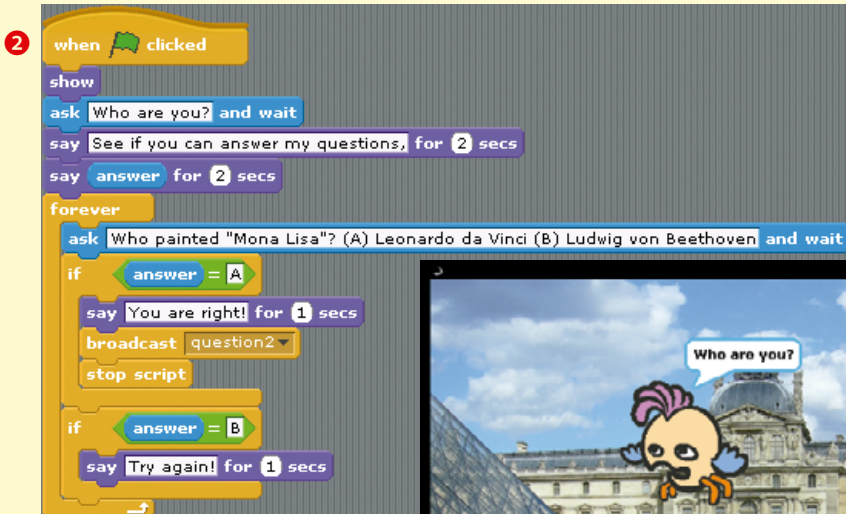 2
when clicked
show
ask Who are you? and wait
say See if you can answer my questions, for 2 secs
say answer for 2 secs
forever
ask Who painted "Mona Lisa"? (A) Leonardo da Vinci (B) Ludwig von Beethoven and wait
if answer = A
say You are right! for 1 secs
broadcast question2
stop script
if answer = B
say Try again! for 1 secs
Who are you?